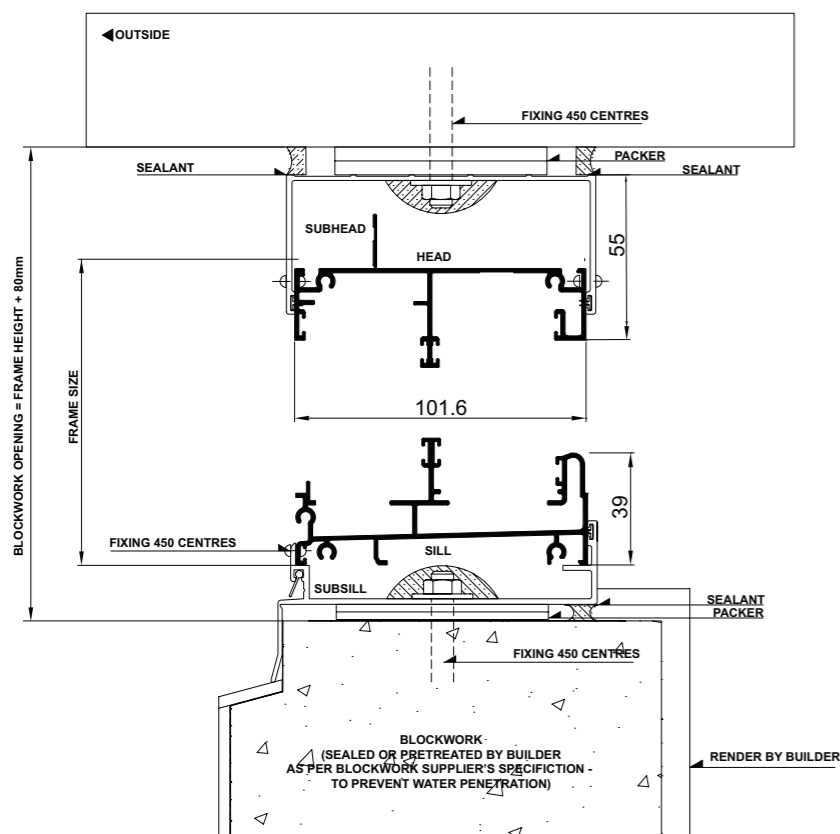 OUTSIDE
FIXING 450 CENTRES
PACKER
SEALANT
SEALANT
SUBHEAD
HEAD
55
BLOCKWORK OPENING = FRAME HEIGHT + 80mm
FRAME SIZE
101.6
39
FIXING 450 CENTRES
SILL
SUBSILL
SEALANT
PACKER
FIXING 450 CENTRES
BLOCKWORK
(SEALED OR PRETREATED BY BUILDER
AS PER BLOCKWORK SUPPLIER'S SPECIFICTION -
TO PREVENT WATER PENETRATION)
RENDER BY BUILDER